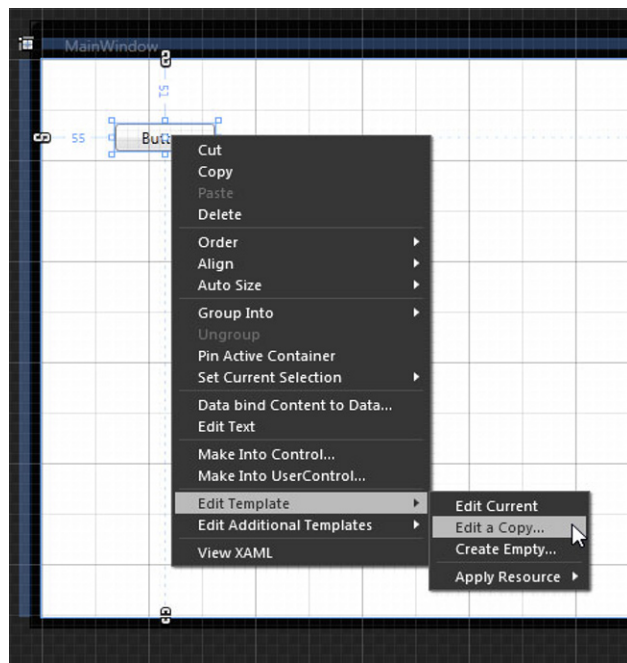 MainWindow
51
55
Butt
Cut
Copy
Paste
Delete
Order
Align
Auto Size
Group Into
Ungroup
Pin Active Container
Set Current Selection
Data bind Content to Data...
Edit Text
Make Into Control...
Make Into UserControl...
Edit Template
Edit Current
Edit Additional Templates
Edit a Copy...
View XAML
Create Empty...
Apply Resource